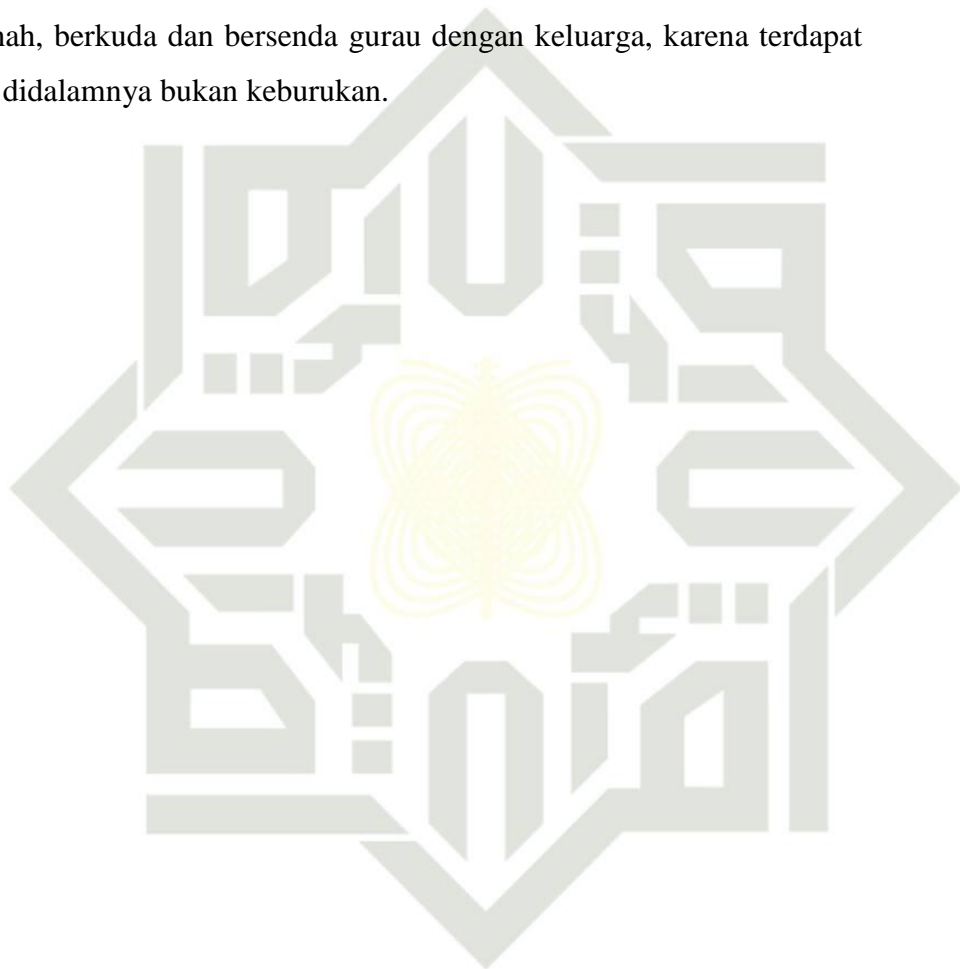 nah, berkuda dan bersenda gurau dengan keluarga, karena terdapat
didalamnya bukan keburukan.